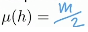 μ(h) = m/2